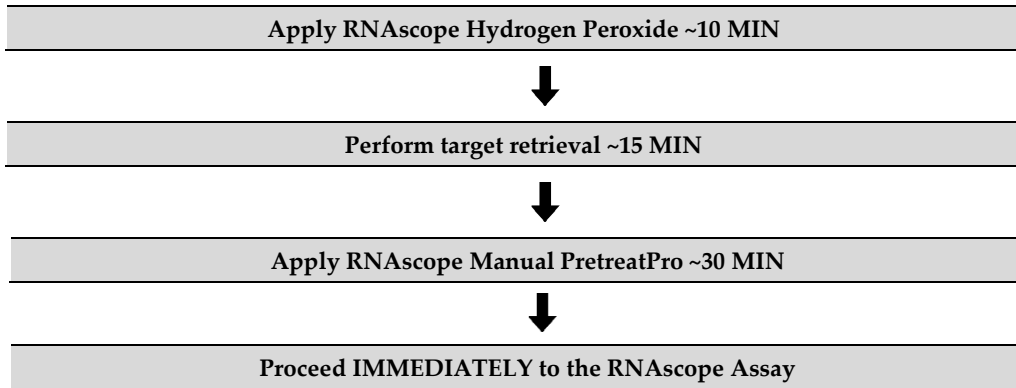 Apply RNAscope Hydrogen Peroxide ~10 MIN
Perform target retrieval ~15 MIN
Apply RNAscope Manual PretreatPro ~30 MIN
Proceed IMMEDIATELY to the RNAscope Assay